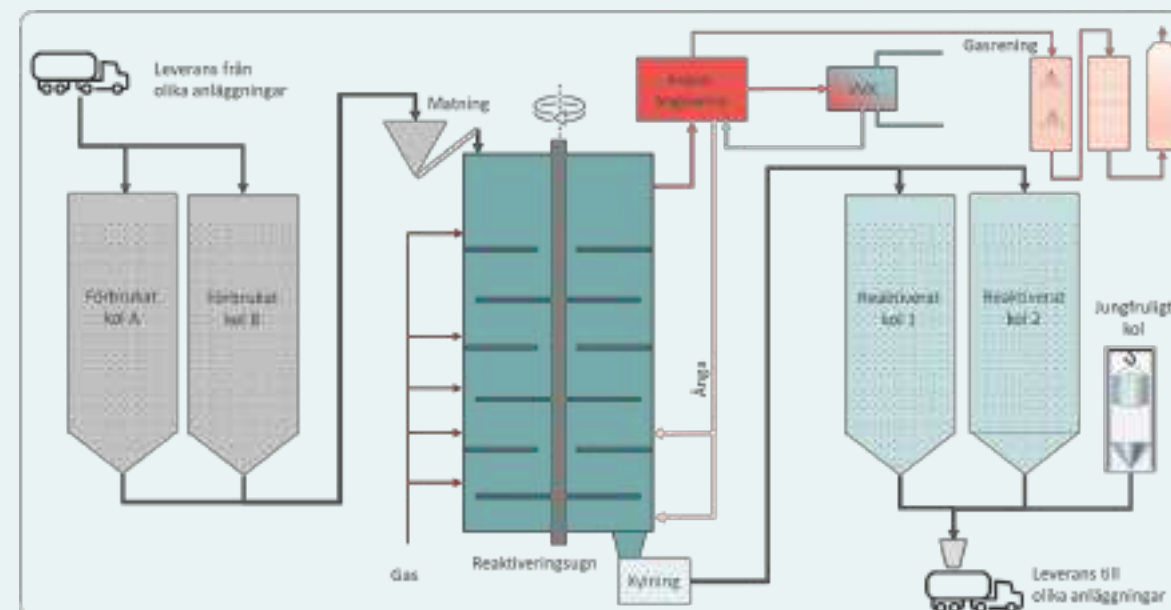 Leverans från
olika anläggningar
Matning
Gasrening
VVX
Förbrukat
kol A
Förbrukat
kol B
Reaktiverat
kol 1
Reaktiverat
kol 2
Jungfruligt
kol
Ånga
Gas
Reaktiveringsugn
Kylning
Leverans till
olika anläggningar